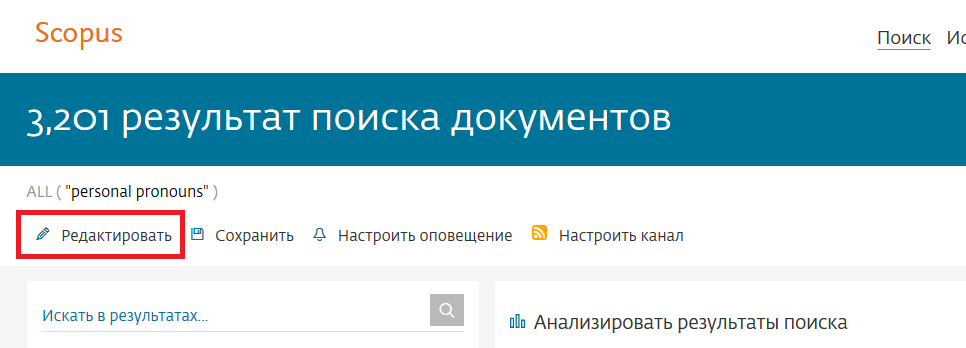 Scopus
Поиск
3,201 результат поиска документов
ALL ( "personal pronouns" )
Редактировать Сохранить Настроить оповещение Настроить канал
Искать в результатах...
Анализировать результаты поиска